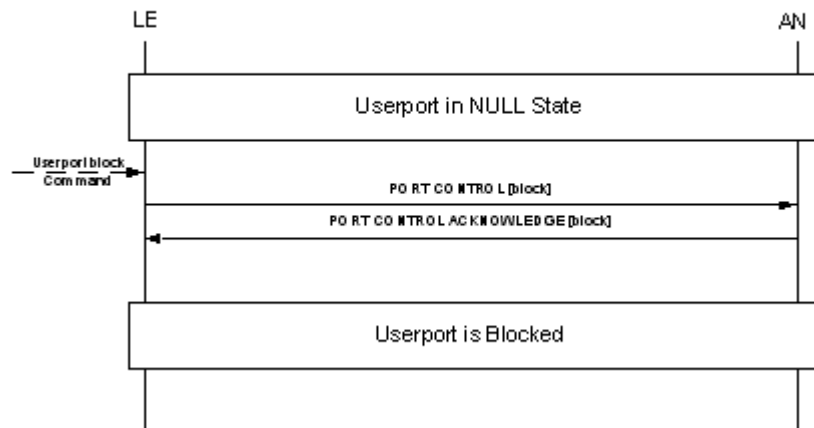 LE
AN
Userport in NULL State
Userport block
Command
PORT CONTROL [block]
PORT CONTROL ACKNOWLEDGE [block]
Userport is Blocked